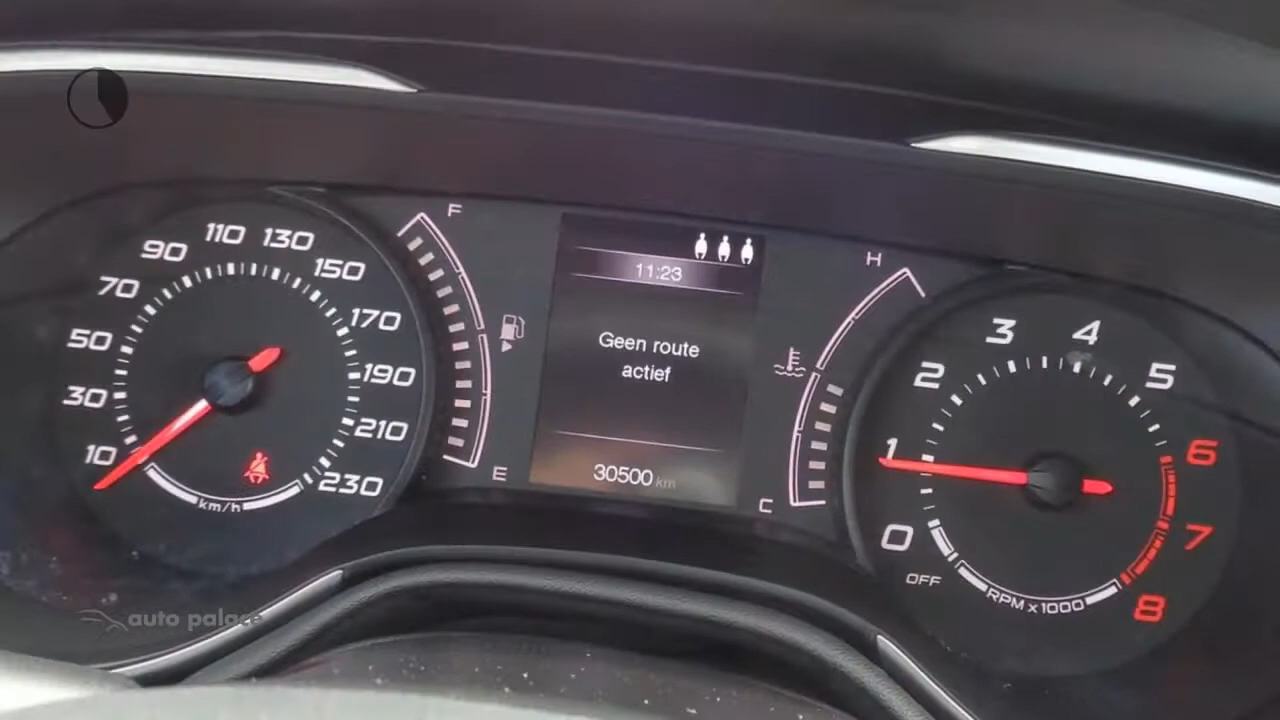 10
30
50
70
90
110
130
150
170
190
210
230
km/h
F
E
11:23
Geen route
actief
30500 km
H
C
OFF
0
1
2
3
4
5
6
7
8
RPM x 1000
auto palace